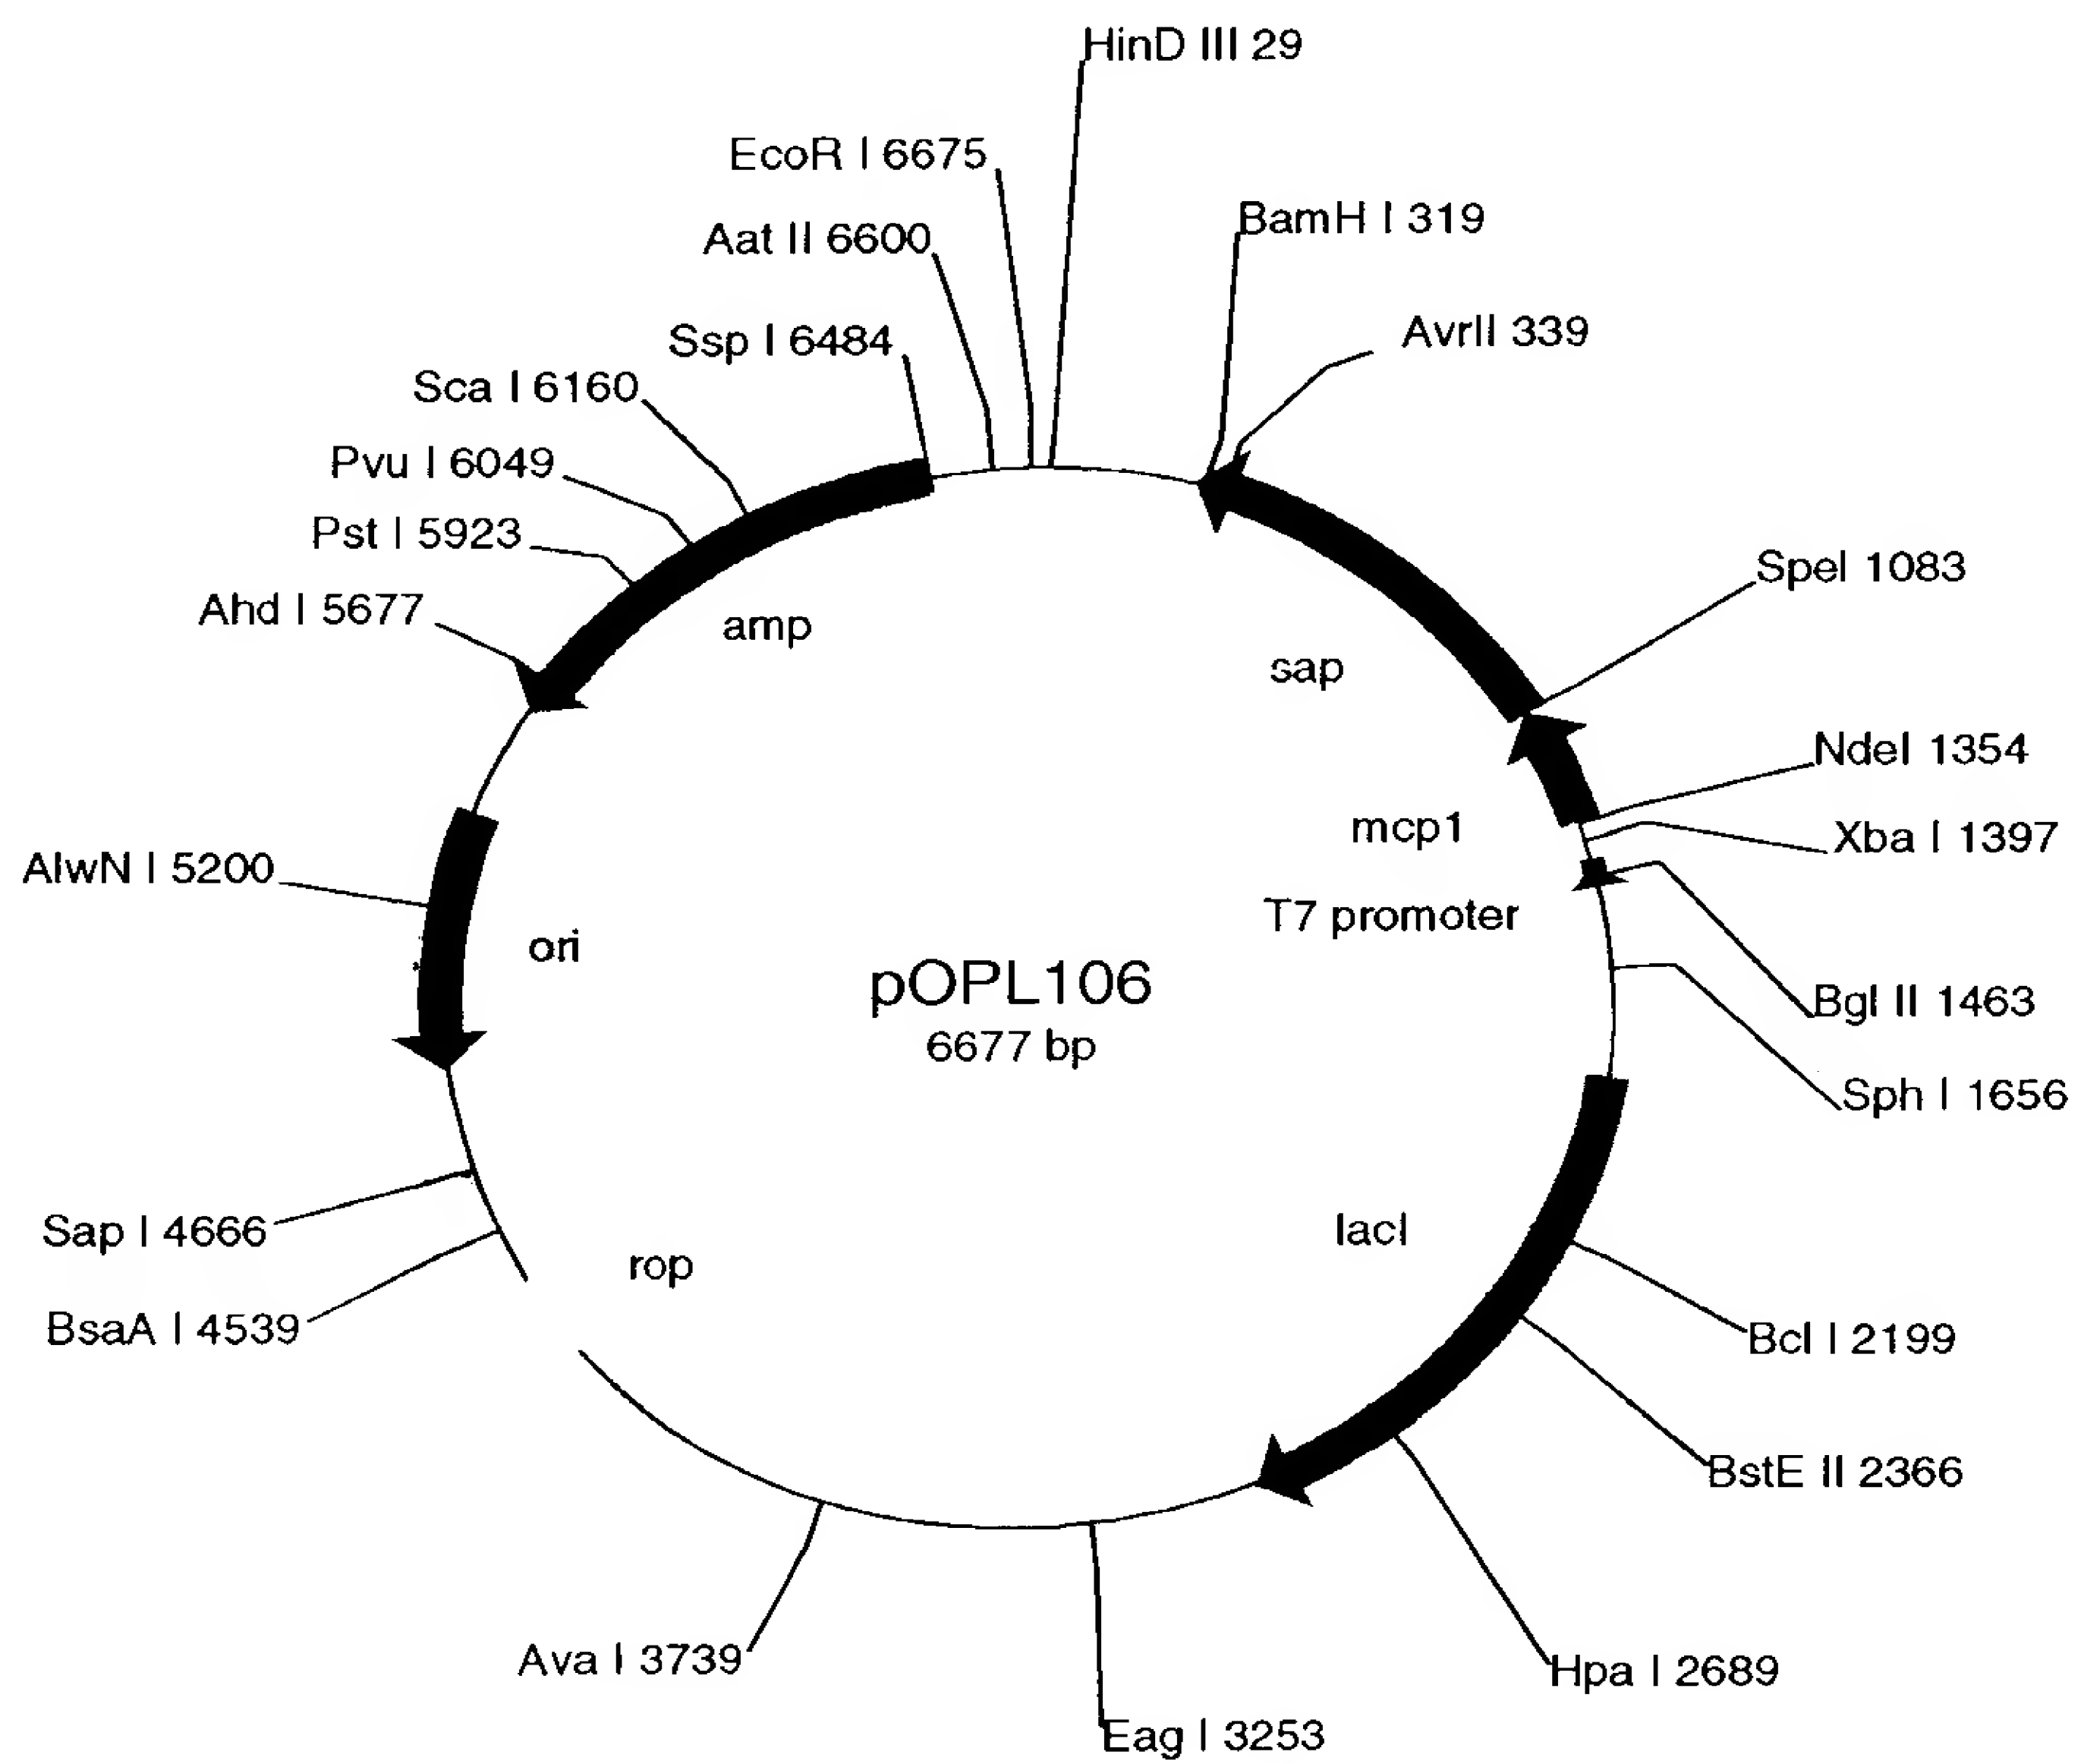 HinD III 29
EcoR I 6675
BamH I 319
Aat II 6600
AvrII 339
Ssp I 6484
Sca I 6160
Pvu I 6049
Pst I 5923
SpeI 1083
Ahd I 5677
amp
sap
NdeI 1354
mcp1
Xba I 1397
AlwN I 5200
T7 promoter
ori
pOPL106
Bgl II 1463
6677 bp
Sph I 1656
Sap I 4666
lacI
rop
BsaA I 4539
Bcl I 2199
BstE II 2366
Ava I 3739
Hpa I 2689
Eag I 3253